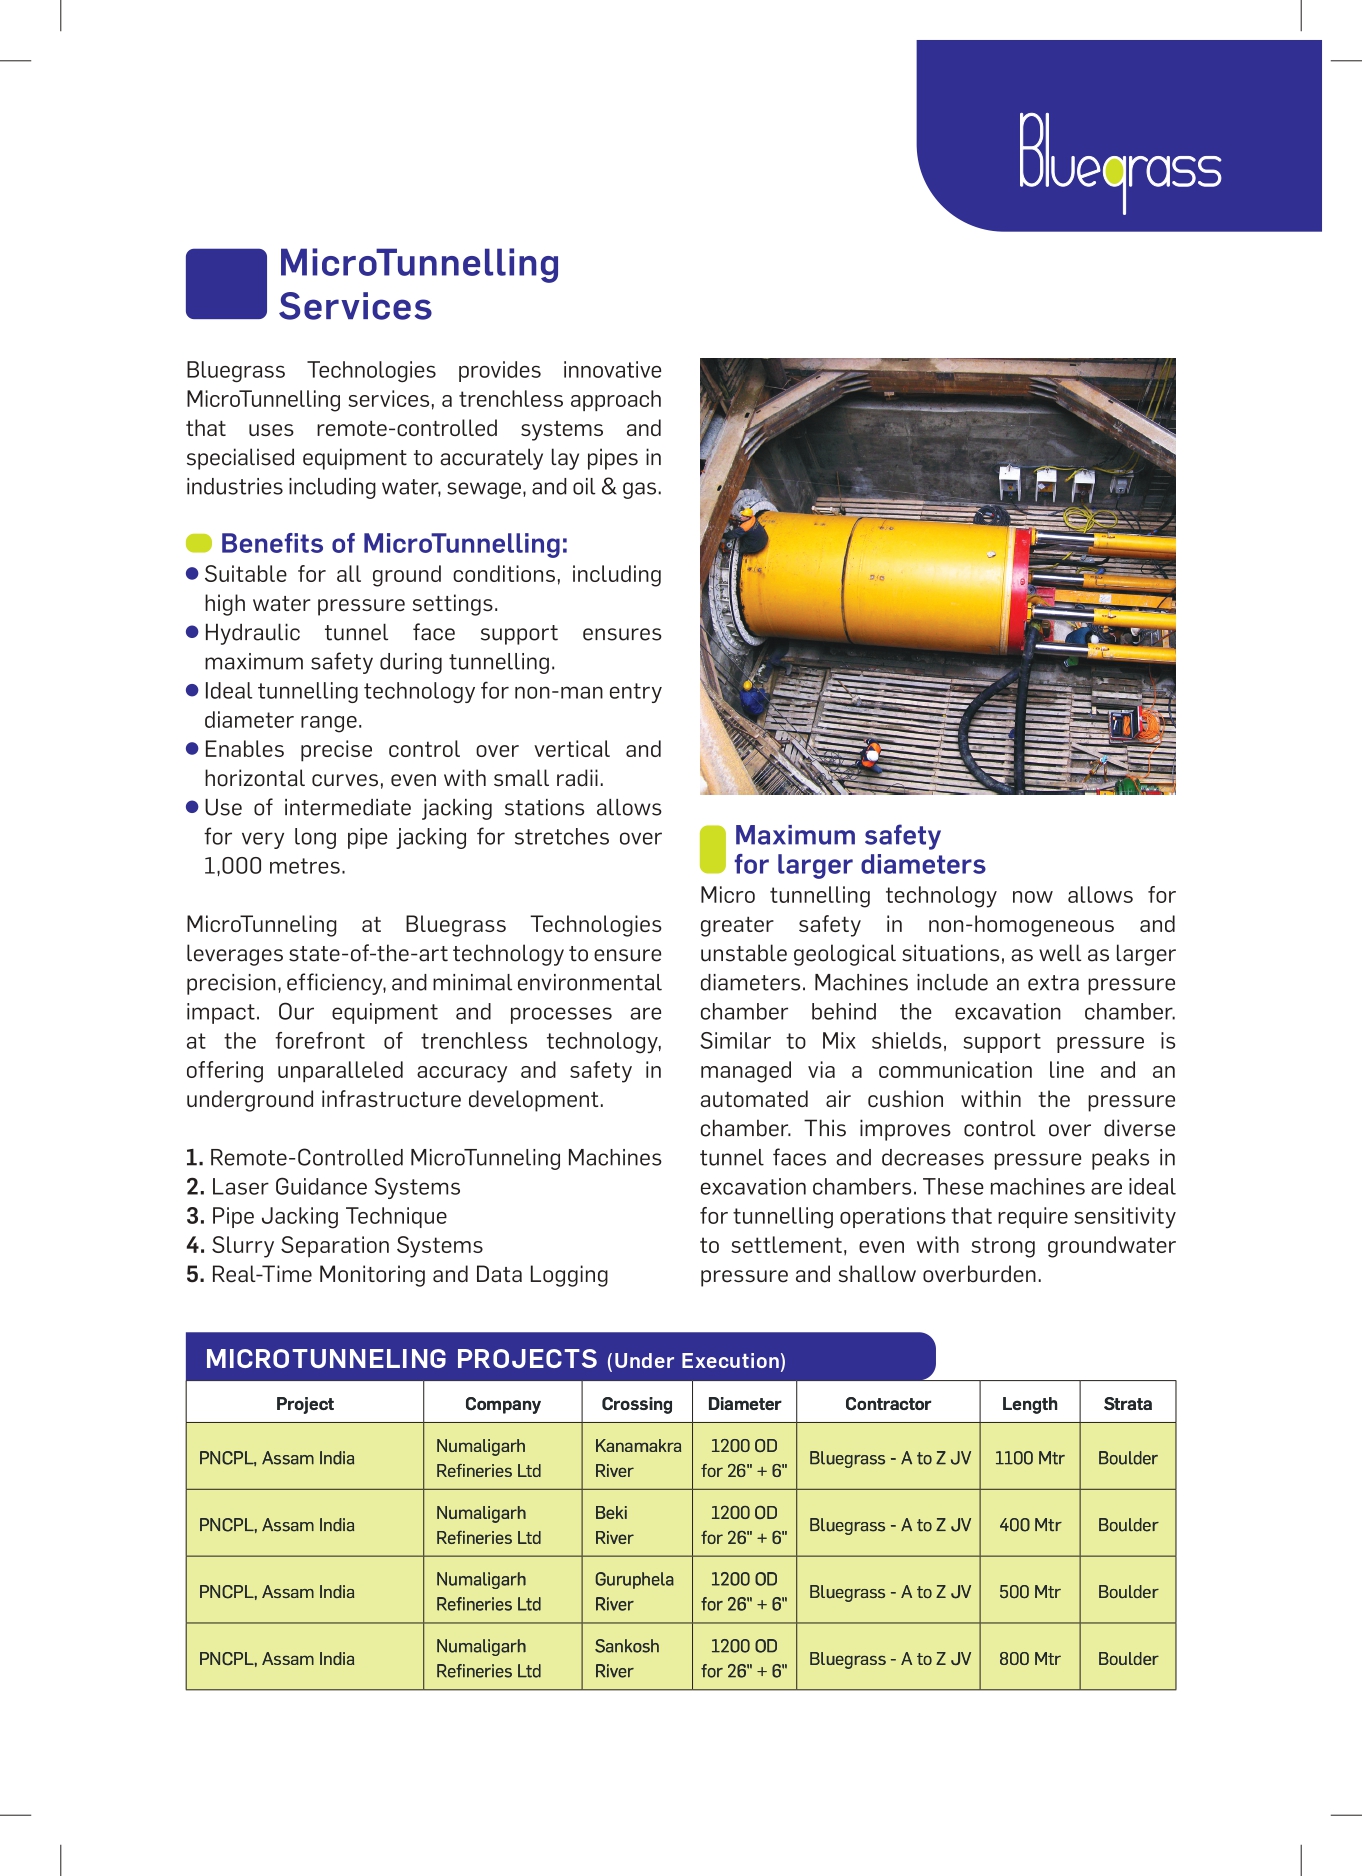 Bluegrass
MicroTunnelling
Services
Bluegrass Technologies provides innovative
MicroTunnelling services, a trenchless approach
that uses remote-controlled systems and
specialised equipment to accurately lay pipes in
industries including water, sewage, and oil & gas.
Benefits of MicroTunnelling:
Suitable for all ground conditions, including
high water pressure settings.
Hydraulic tunnel face support ensures
maximum safety during tunnelling.
Ideal tunnelling technology for non-man entry
diameter range.
Enables precise control over vertical and
horizontal curves, even with small radii.
Use of intermediate jacking stations allows
for very long pipe jacking for stretches over
1,000 metres.
MicroTunneling at Bluegrass Technologies
leverages state-of-the-art technology to ensure
precision, efficiency, and minimal environmental
impact. Our equipment and processes are
at the forefront of trenchless technology,
offering unparalleled accuracy and safety in
underground infrastructure development.
1. Remote-Controlled MicroTunneling Machines
2. Laser Guidance Systems
3. Pipe Jacking Technique
4. Slurry Separation Systems
5. Real-Time Monitoring and Data Logging
Maximum safety
for larger diameters
Micro tunnelling technology now allows for
greater safety in non-homogeneous and
unstable geological situations, as well as larger
diameters. Machines include an extra pressure
chamber behind the excavation chamber.
Similar to Mix shields, support pressure is
managed via a communication line and an
automated air cushion within the pressure
chamber. This improves control over diverse
tunnel faces and decreases pressure peaks in
excavation chambers. These machines are ideal
for tunnelling operations that require sensitivity
to settlement, even with strong groundwater
pressure and shallow overburden.
MICROTUNNELING PROJECTS (Under Execution)
Project Company Crossing Diameter Contractor Length Strata
PNCPL, Assam India Numaligarh Refineries Ltd Kanamakra River 1200 OD for 26" + 6" Bluegrass - A to Z JV 1100 Mtr Boulder
PNCPL, Assam India Numaligarh Refineries Ltd Beki River 1200 OD for 26" + 6" Bluegrass - A to Z JV 400 Mtr Boulder
PNCPL, Assam India Numaligarh Refineries Ltd Guruphela River 1200 OD for 26" + 6" Bluegrass - A to Z JV 500 Mtr Boulder
PNCPL, Assam India Numaligarh Refineries Ltd Sankosh River 1200 OD for 26" + 6" Bluegrass - A to Z JV 800 Mtr Boulder